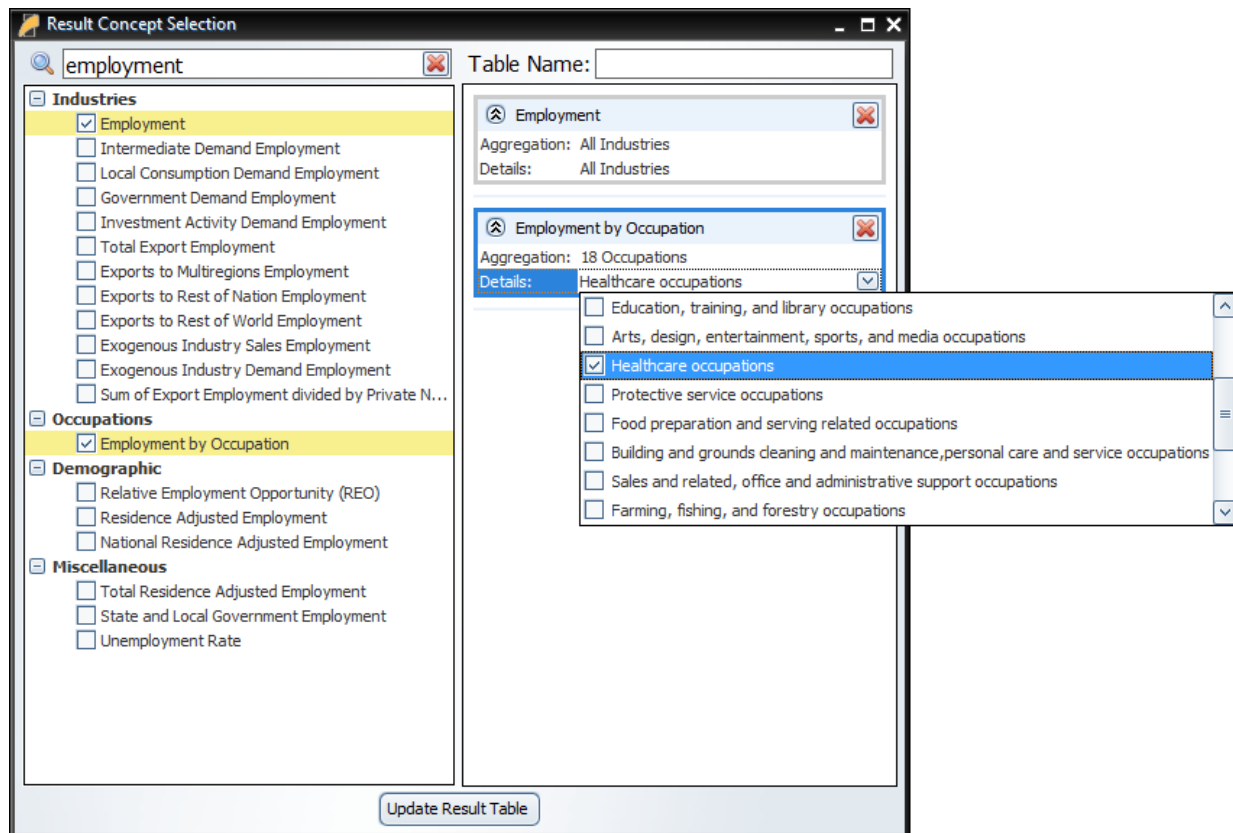 Result Concept Selection
employment
Table Name:
Industries
Employment
Intermediate Demand Employment
Local Consumption Demand Employment
Government Demand Employment
Investment Activity Demand Employment
Total Export Employment
Exports to Multiregions Employment
Exports to Rest of Nation Employment
Exports to Rest of World Employment
Exogenous Industry Sales Employment
Exogenous Industry Demand Employment
Sum of Export Employment divided by Private N...
Occupations
Employment by Occupation
Demographic
Relative Employment Opportunity (REO)
Residence Adjusted Employment
National Residence Adjusted Employment
Miscellaneous
Total Residence Adjusted Employment
State and Local Government Employment
Unemployment Rate
Employment
Aggregation: All Industries
Details: All Industries
Employment by Occupation
Aggregation: 18 Occupations
Details: Healthcare occupations
Education, training, and library occupations
Arts, design, entertainment, sports, and media occupations
Healthcare occupations
Protective service occupations
Food preparation and serving related occupations
Building and grounds cleaning and maintenance,personal care and service occupations
Sales and related, office and administrative support occupations
Farming, fishing, and forestry occupations
Update Result Table